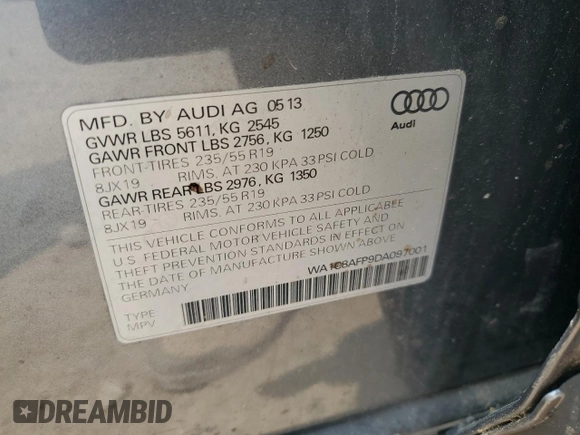 MFD. BY AUDI AG 05 13
GVWR LBS 5611, KG 2545
GAWR FRONT LBS 2756, KG 1250
FRONT-TIRES 235/55 R19
8JX19 RIMS. AT 230 KPA 33 PSI COLD
GAWR REAR LBS 2976, KG 1350
REAR-TIRES 235/55 R19
8JX19 RIMS. AT 230 KPA 33 PSI COLD
THIS VEHICLE CONFORMS TO ALL APPLICABLE
U.S. FEDERAL MOTOR VEHICLE SAFETY AND
THEFT PREVENTION STANDARDS IN EFFECT ON
THE DATE OF MANUFACTURE SHOWN ABOVE.
GERMANY
WA1C8AFP9DA097001
TYPE
MPV
Audi
DREAMBID